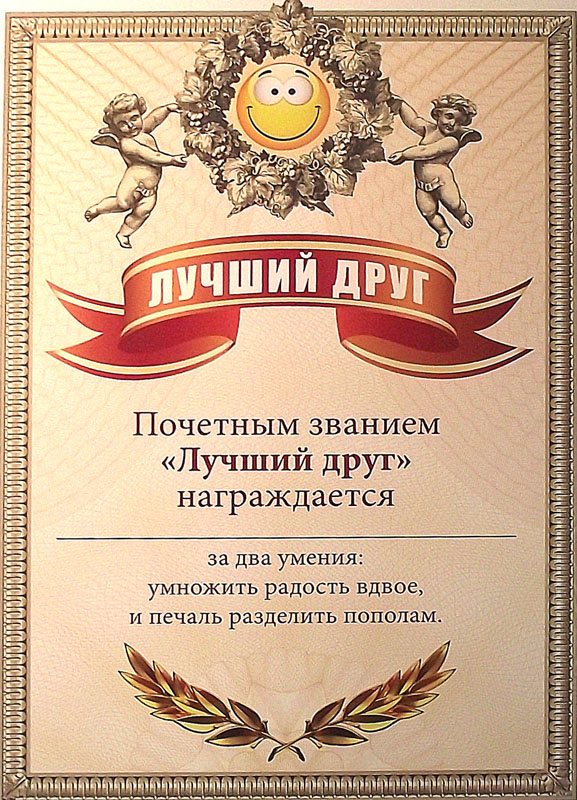 ЛУЧШИЙ ДРУГ
Почетным званием
«Лучший друг»
награждается
за два умения:
умножить радость вдвое,
и печаль разделить пополам.